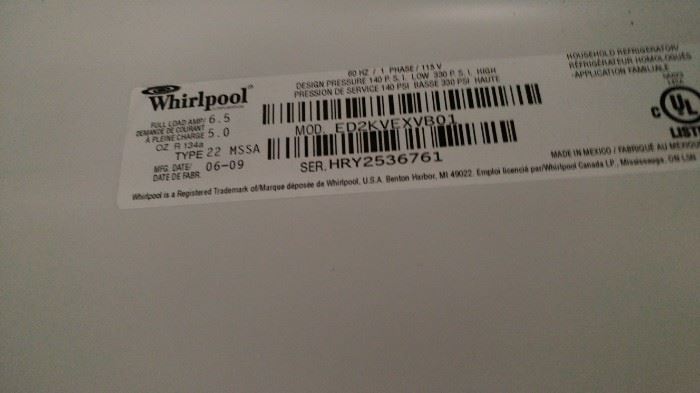 Whirlpool
CORPORATION
60 HZ / 1 PHASE / 115 V
DESIGN PRESSURE 140 P. S. I. LOW 330 P. S. I. HIGH
PRESSION DE SERVICE 140 PSI BASSE 330 PSI HAUTE
HOUSEHOLD REFRIGERATOR/
RÉFRIGÉRATEUR HOMOLOGUÉS
-APPLICATION FAMILIALE
FULL LOAD AMP/ 6.5
DEMANDE DE COURANT
À PLEINE CHARGE 5.0
OZ R 134a
TYPE 22 MSSA
MOD. ED2KVEXVB01
C UL
LISTE
MFG. DATE/ 06-09
DATE DE FABR.
SER. HRY2536761
MADE IN MEXICO / FABRIQUÉ AU MEXIQU
Whirlpool is a Registered Trademark of/Marque déposée de Whirlpool, U.S.A. Benton Harbor, MI 49022. Emploi licencié par/Whirlpool Canada LP., Mississauga, ON L5N